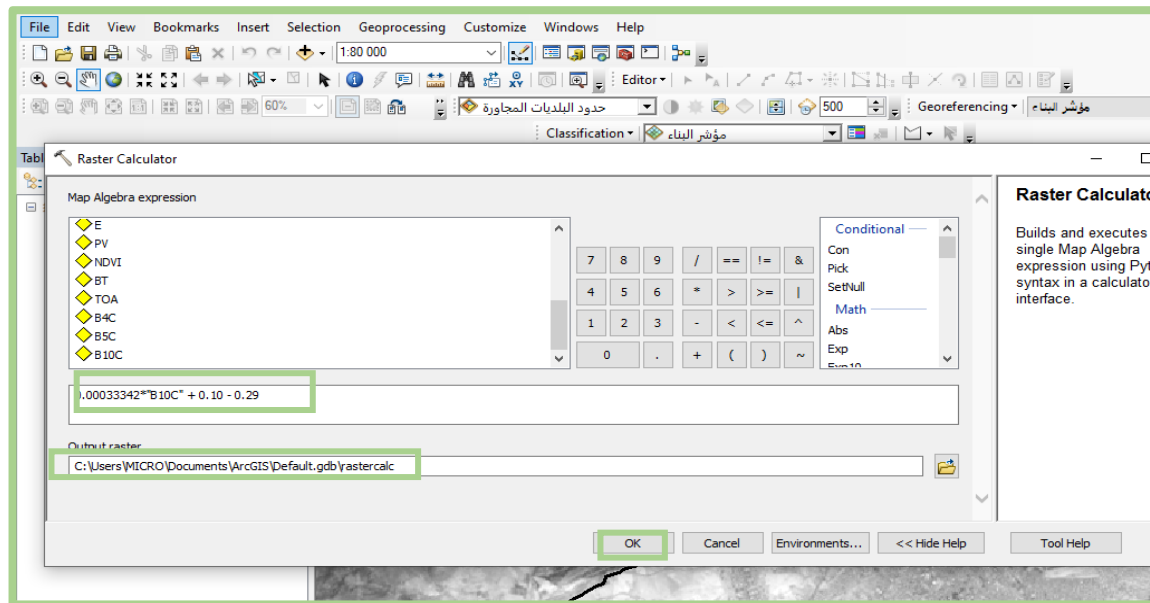 File Edit View Bookmarks Insert Selection Geoprocessing Customize Windows Help
1:80 000
Editor
60% حدود البلديات المجاورة 500 Georeferencing مؤشر البناء
Classification مؤشر البناء
Tabl
Raster Calculator
Map Algebra expression
E
PV
NDVI
BT
TOA
B4C
B5C
B10C
7 8 9 / == != &
4 5 6 * > >= |
1 2 3 - < <= ^
0 . + ( ) ~
Conditional
Con
Pick
SetNull
Math
Abs
Exp
Exp10
.00033342*"B10C" + 0.10 - 0.29
Output raster
C:\Users\MICRO\Documents\ArcGIS\Default.gdb\rastercalc
OK Cancel Environments... << Hide Help Tool Help
Raster Calculato
Builds and executes
single Map Algebra
expression using Pyt
syntax in a calculato
interface.